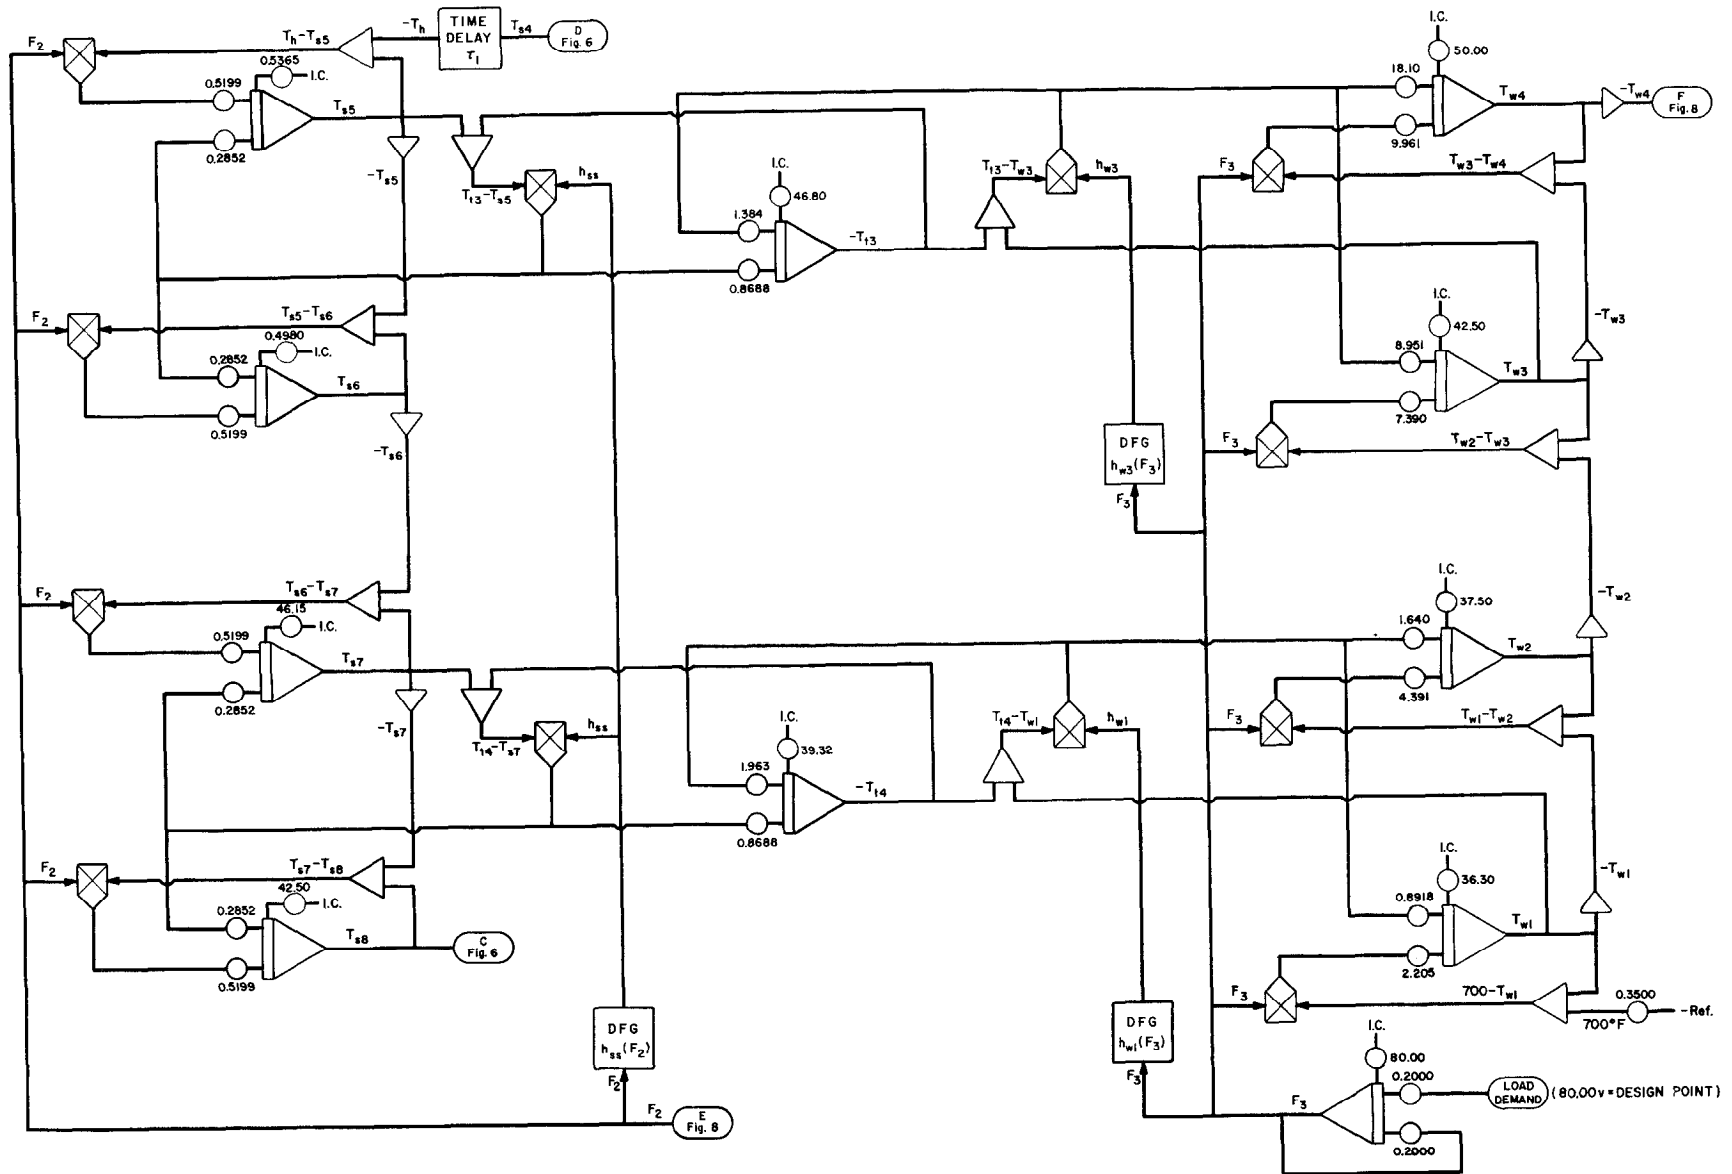 -Th
TIME
DELAY
τ1
Ts4
D
Fig. 6
F2
Th-Ts5
0.5365
I.C.
0.5199
Ts5
0.2852
-Ts5
Tt3-Ts5
hss
I.C.
46.80
1.384
-Tt3
0.8688
Tt3-Tw3
hw3
I.C.
50.00
18.10
Tw4
-Tw4
F
Fig. 8
9.961
F3
Tw3-Tw4
I.C.
42.50
-Tw3
8.951
Tw3
7.390
F3
Tw2-Tw3
DFG
hw3(F3)
F3
F2
Ts5-Ts6
0.4980
I.C.
0.2852
Ts6
0.5199
-Ts6
F2
Ts6-Ts7
46.15
I.C.
0.5199
Ts7
0.2852
-Ts7
Tt4-Ts7
hss
I.C.
39.32
1.963
-Tt4
0.8688
Tt4-Tw1
hw1
I.C.
37.50
-Tw2
1.640
Tw2
4.391
F3
Tw1-Tw2
I.C.
36.30
-Tw1
0.8918
Tw1
2.205
F3
700-Tw1
0.3500
-Ref.
700°F
F2
Ts7-Ts8
42.50
I.C.
0.2852
Ts8
0.5199
C
Fig. 6
DFG
hss(F2)
F2
F2
E
Fig. 8
DFG
hw1(F3)
F3
I.C.
80.00
0.2000
F3
LOAD
DEMAND
(80.00v=DESIGN POINT)
0.2000